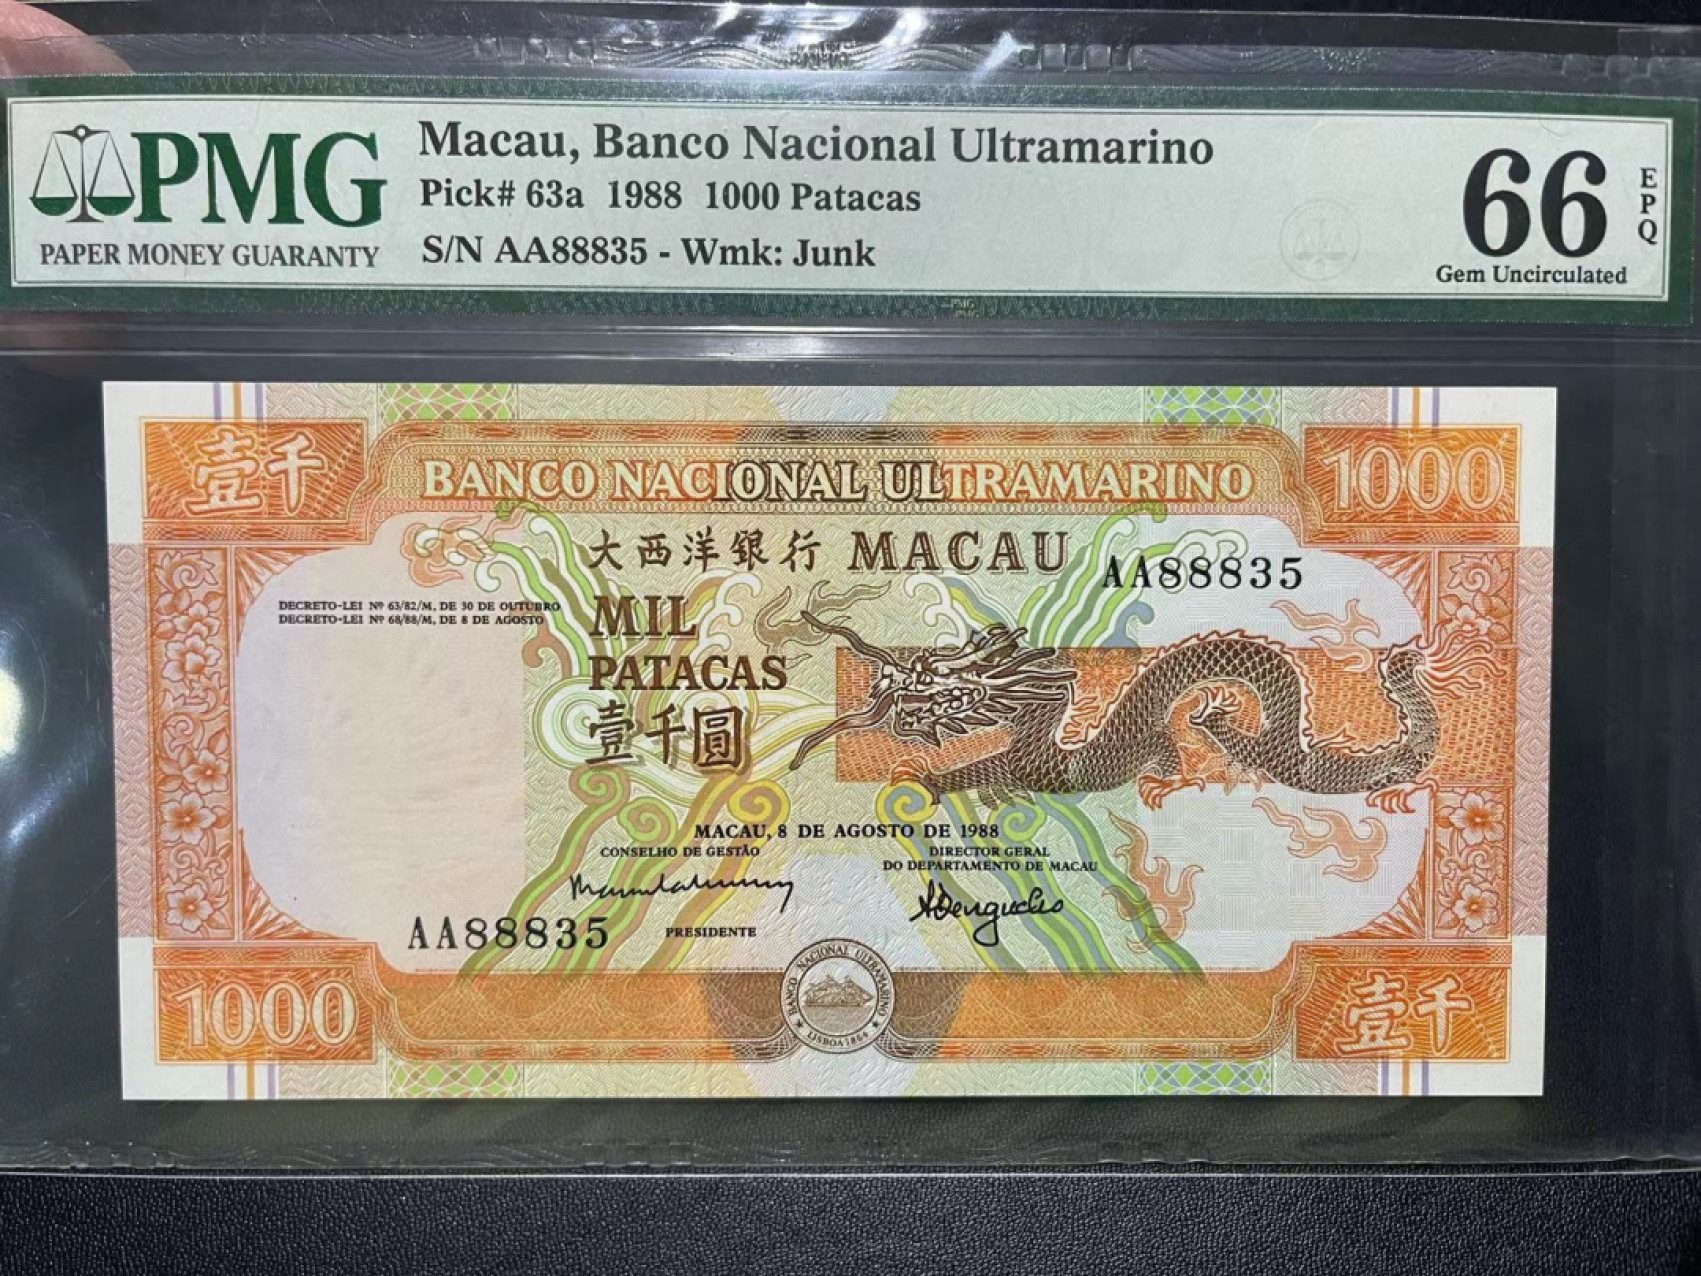 PMG
PAPER MONEY GUARANTY
Macau, Banco Nacional Ultramarino
Pick# 63a 1988 1000 Patacas
S/N AA88835 - Wmk: Junk
66
EPQ
Gem Uncirculated
壹千
BANCO NACIONAL ULTRAMARINO
1000
大西洋銀行 MACAU
AA88835
DECRETO-LEI Nº 63/82/M, DE 30 DE OUTUBRO
DECRETO-LEI Nº 68/88/M, DE 8 DE AGOSTO
MIL
PATACAS
壹千圓
MACAU, 8 DE AGOSTO DE 1988
CONSELHO DE GESTÃO
DIRECTOR GERAL
DO DEPARTAMENTO DE MACAU
AA88835
PRESIDENTE
BANCO NACIONAL ULTRAMARINO
LISBOA 1864
1000
壹千